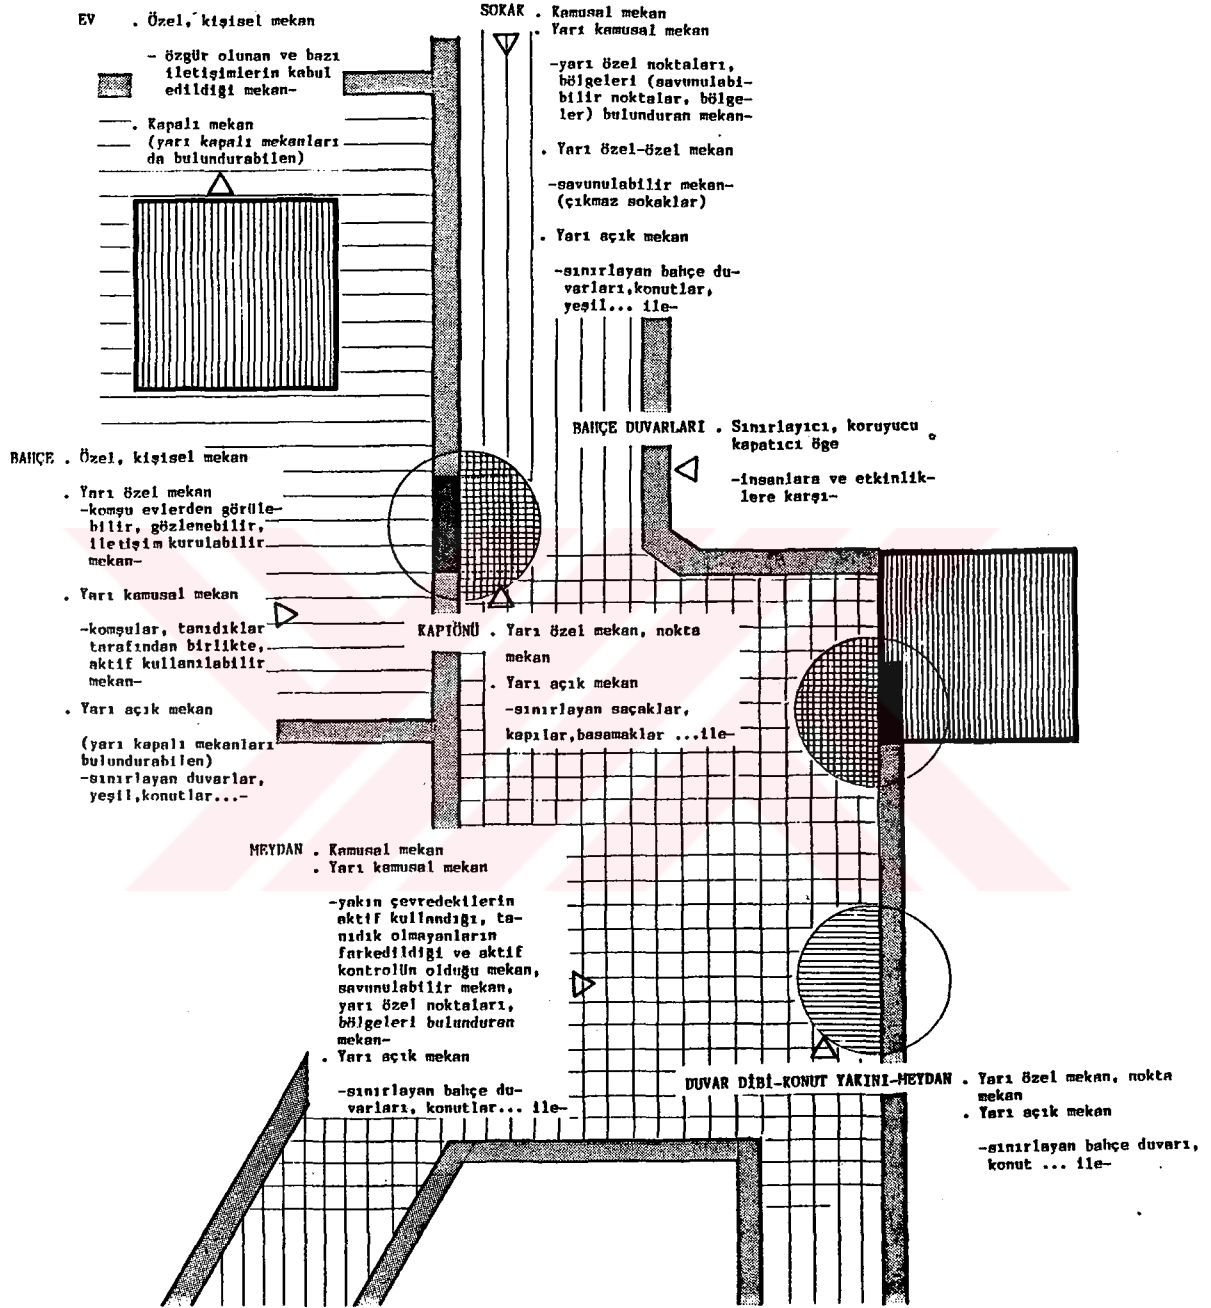 EV . Özel, kişisel mekan
- özgür olunan ve bazı
iletişimlerin kabul
edildiği mekan-
. Kapalı mekan
(yarı kapalı mekanları
da bulundurabilen)
SOKAK . Kamusal mekan
. Yarı kamusal mekan
-yarı özel noktaları,
bölgeleri (savunulabi-
bilir noktalar, bölge-
ler) bulunduran mekan-
. Yarı özel-özel mekan
-savunulabilir mekan-
(çıkmaz sokaklar)
. Yarı açık mekan
-sınırlayan bahçe du-
varları,konutlar,
yeşil... ile-
BAHÇE DUVARLARI . Sınırlayıcı, koruyucu
kapatıcı öge
-insanlara ve etkinlik-
lere karşı-
BAHÇE . Özel, kişisel mekan
. Yarı özel mekan
-komşu evlerden görüle-
bilir, gözlenebilir,
iletişim kurulabilir
mekan-
. Yarı kamusal mekan
-komşular, tanıdıklar
tarafından birlikte,
aktif kullanılabilir
mekan-
. Yarı açık mekan
(yarı kapalı mekanları
bulundurabilen)
-sınırlayan duvarlar,
yeşil,konutlar...-
KAPIÖNÜ . Yarı özel mekan, nokta
mekan
. Yarı açık mekan
-sınırlayan saçaklar,
kapılar,basamaklar ...ile-
MEYDAN . Kamusal mekan
. Yarı kamusal mekan
-yakın çevredekilerin
aktif kullandığı, ta-
nıdık olmayanların
farkedildiği ve aktif
kontrolün olduğu mekan,
savunulabilir mekan,
yarı özel noktaları,
bölgeleri bulunduran
mekan-
. Yarı açık mekan
-sınırlayan bahçe du-
varları, konutlar... ile-
DUVAR DİBİ-KONUT YAKINI-MEYDAN . Yarı özel mekan, nokta
mekan
. Yarı açık mekan
-sınırlayan bahçe duvarı,
konut ... ile-